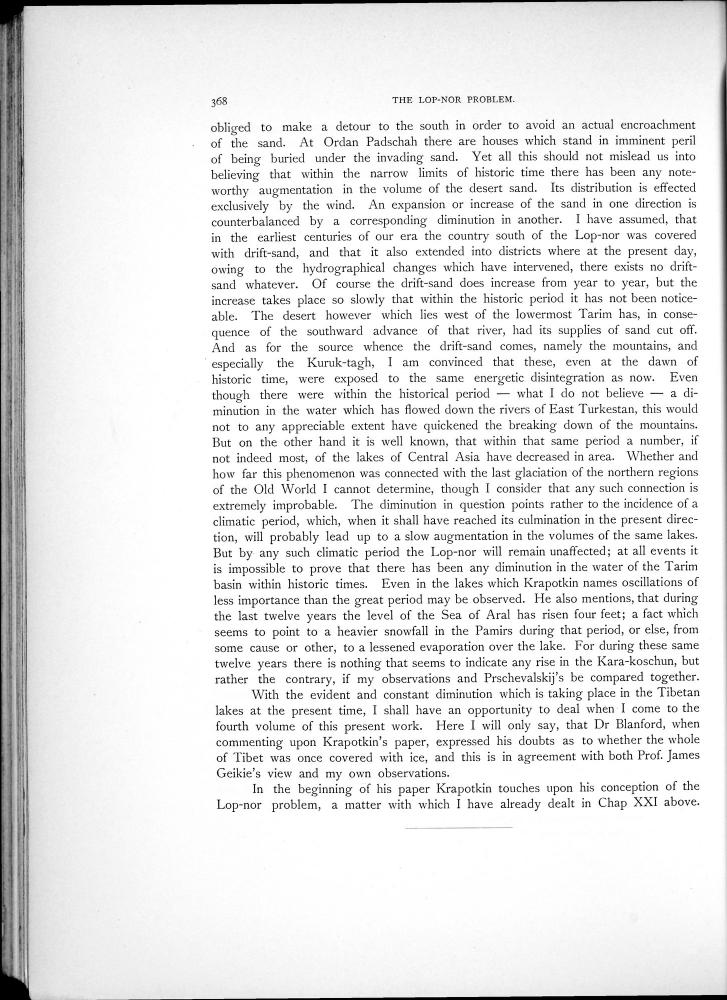 368
THE LOP-NOR PROBLEM.
obliged to make a detour to the south in order to avoid an actual encroachment
of the sand. At Ordan Padschah there are houses which stand in imminent peril
of being buried under the invading sand. Yet all this should not mislead us into
believing that within the narrow limits of historic time there has been any note-
worthy augmentation in the volume of the desert sand. Its distribution is effected
exclusively by the wind. An expansion or increase of the sand in one direction is
counterbalanced by a corresponding diminution in another. I have assumed, that
in the earliest centuries of our era the country south of the Lop-nor was covered
with drift-sand, and that it also extended into districts where at the present day,
owing to the hydrographical changes which have intervened, there exists no drift-
sand whatever. Of course the drift-sand does increase from year to year, but the
increase takes place so slowly that within the historic period it has not been notice-
able. The desert however which lies west of the lowermost Tarim has, in conse-
quence of the southward advance of that river, had its supplies of sand cut off.
And as for the source whence the drift-sand comes, namely the mountains, and
especially the Kuruk-tagh, I am convinced that these, even at the dawn of
historic time, were exposed to the same energetic disintegration as now. Even
though there were within the historical period — what I do not believe — a di-
minution in the water which has flowed down the rivers of East Turkestan, this would
not to any appreciable extent have quickened the breaking down of the mountains.
But on the other hand it is well known, that within that same period a number, if
not indeed most, of the lakes of Central Asia have decreased in area. Whether and
how far this phenomenon was connected with the last glaciation of the northern regions
of the Old World I cannot determine, though I consider that any such connection is
extremely improbable. The diminution in question points rather to the incidence of a
climatic period, which, when it shall have reached its culmination in the present direc-
tion, will probably lead up to a slow augmentation in the volumes of the same lakes.
But by any such climatic period the Lop-nor will remain unaffected; at all events it
is impossible to prove that there has been any diminution in the water of the Tarim
basin within historic times. Even in the lakes which Krapotkin names oscillations of
less importance than the great period may be observed. He also mentions, that during
the last twelve years the level of the Sea of Aral has risen four feet; a fact which
seems to point to a heavier snowfall in the Pamirs during that period, or else, from
some cause or other, to a lessened evaporation over the lake. For during these same
twelve years there is nothing that seems to indicate any rise in the Kara-koschun, but
rather the contrary, if my observations and Prschevalskij's be compared together.
With the evident and constant diminution which is taking place in the Tibetan
lakes at the present time, I shall have an opportunity to deal when I come to the
fourth volume of this present work. Here I will only say, that Dr Blanford, when
commenting upon Krapotkin's paper, expressed his doubts as to whether the whole
of Tibet was once covered with ice, and this is in agreement with both Prof. James
Geikie's view and my own observations.
In the beginning of his paper Krapotkin touches upon his conception of the
Lop-nor problem, a matter with which I have already dealt in Chap XXI above.